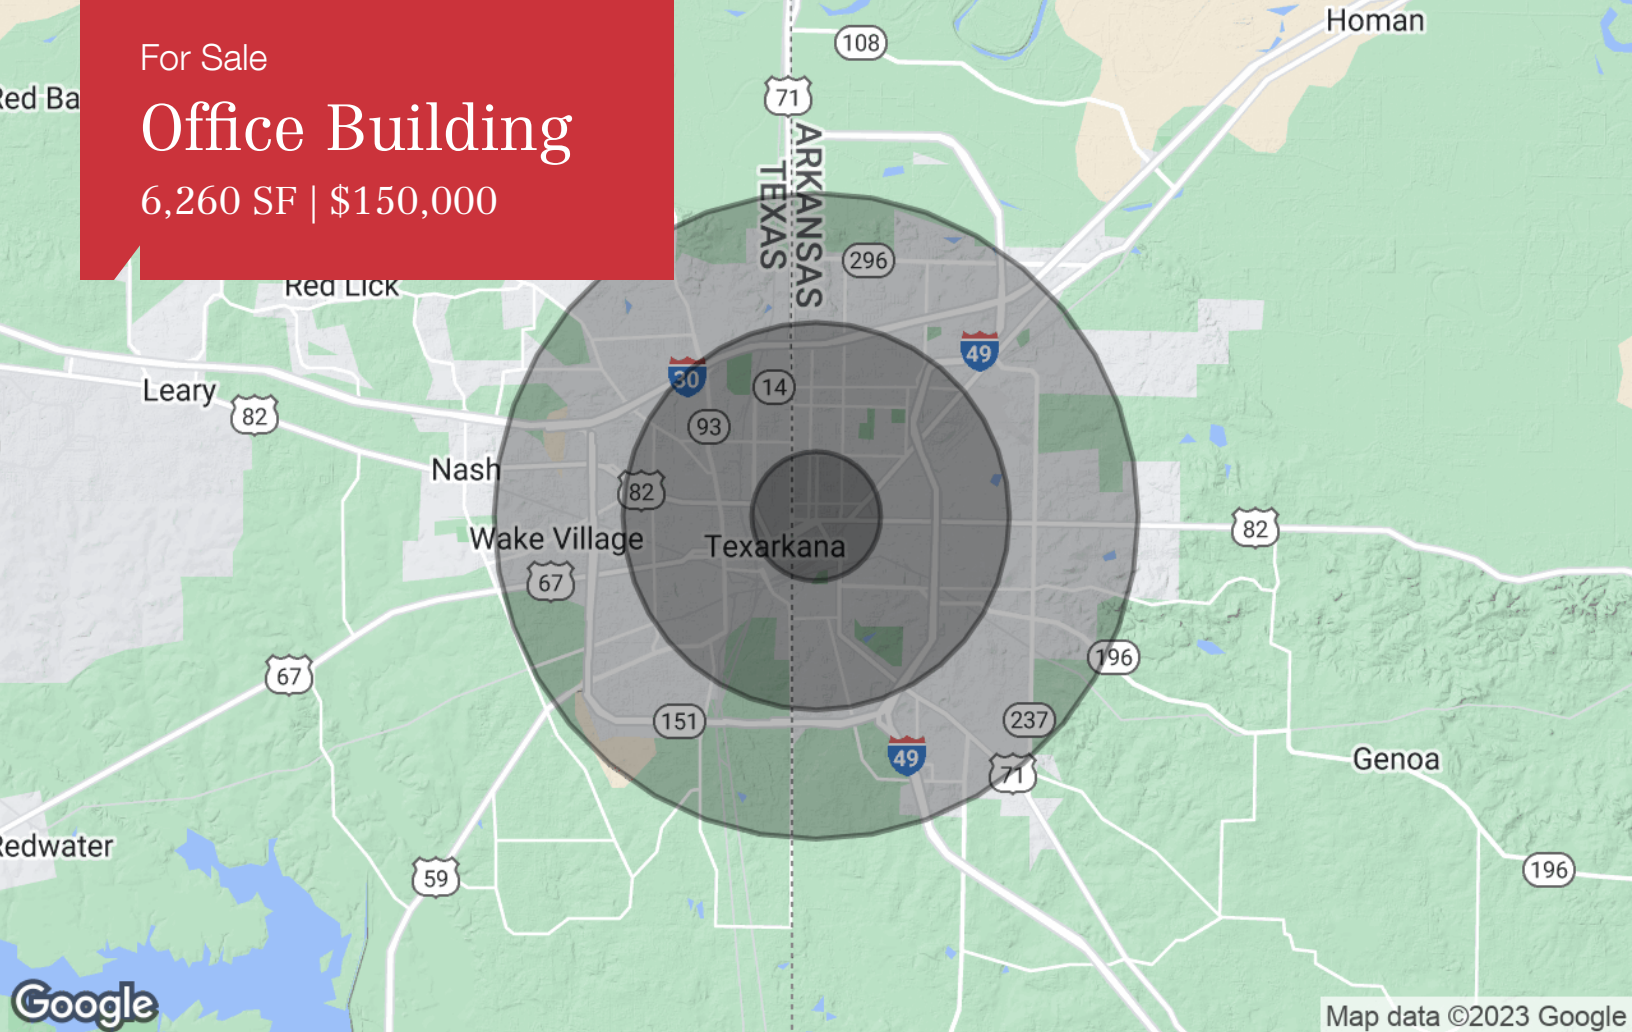 For Sale
Office Building
6,260 SF | $150,000
Homan
108
71
ARKANSAS
TEXAS
296
Red Lick
49
30
14
Leary
82
93
Nash
82
82
Wake Village
Texarkana
67
67
196
151
237
49
71
Genoa
196
59
Google
Map data ©2023 Google